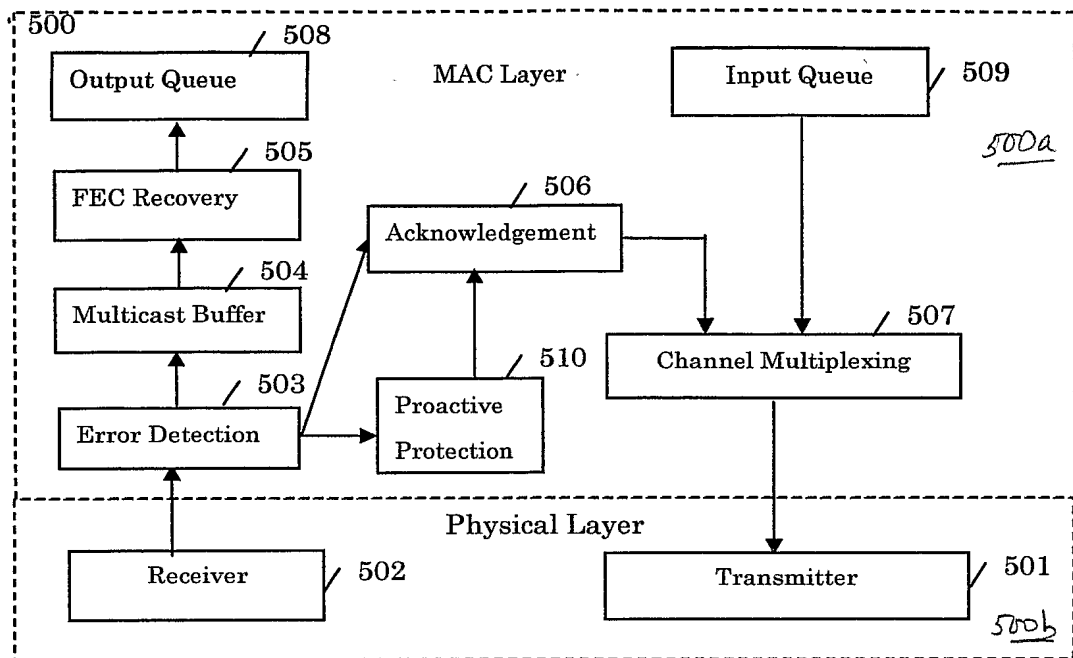 500
508
Output Queue
MAC Layer
Input Queue
509
500a
505
FEC Recovery
506
Acknowledgement
504
Multicast Buffer
507
Channel Multiplexing
510
503
Proactive
Protection
Error Detection
Physical Layer
Receiver
502
Transmitter
501
500b